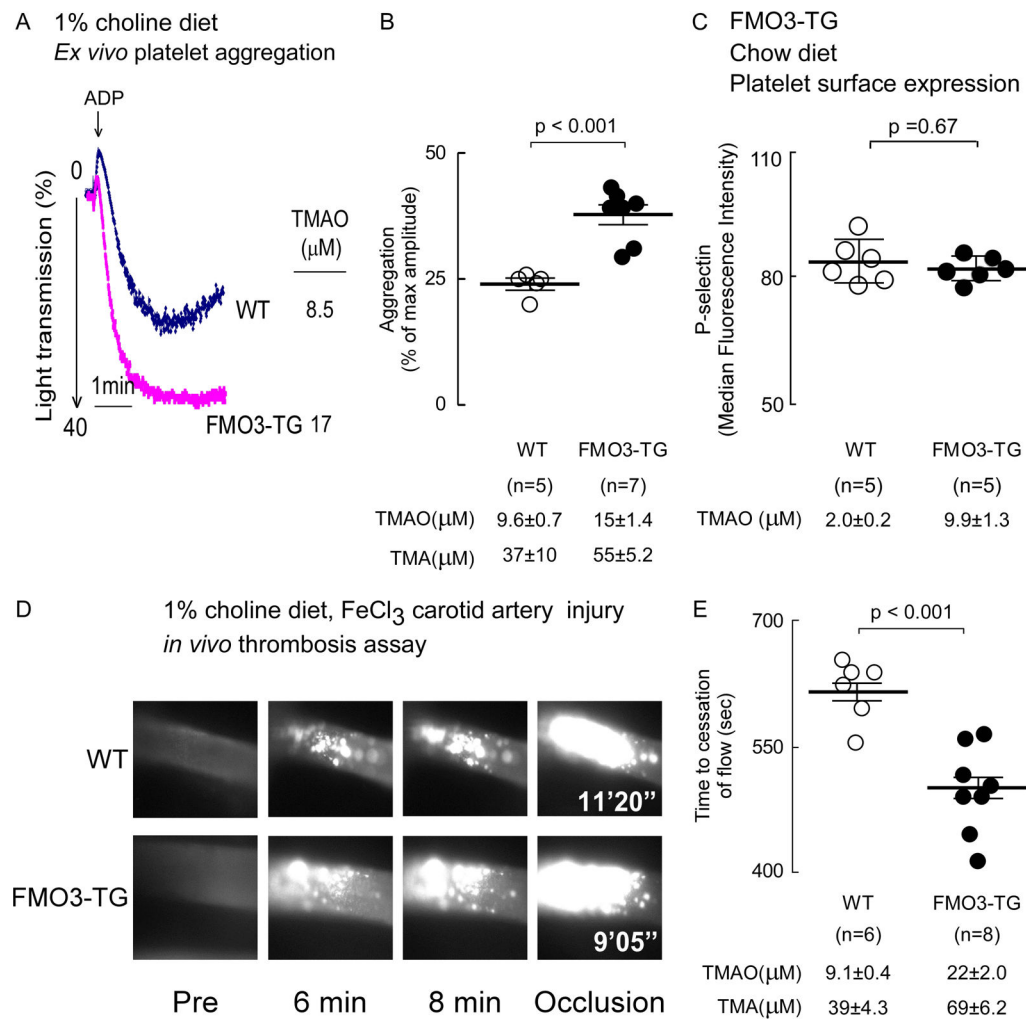 A 1% choline diet
Ex vivo platelet aggregation
ADP
0
Light transmission (%)
40
1min
TMAO
(µM)
WT 8.5
FMO3-TG 17
B
p < 0.001
50
25
0
Aggregation
(% of max amplitude)
WT FMO3-TG
(n=5) (n=7)
TMAO(µM) 9.6±0.7 15±1.4
TMA(µM) 37±10 55±5.2
C FMO3-TG
Chow diet
Platelet surface expression
p =0.67
110
80
50
P-selectin
(Median Fluorescence Intensity)
WT FMO3-TG
(n=5) (n=5)
TMAO (µM) 2.0±0.2 9.9±1.3
D 1% choline diet, FeCl3 carotid artery injury
in vivo thrombosis assay
WT
11’20”
FMO3-TG
9’05”
Pre 6 min 8 min Occlusion
E
p < 0.001
700
550
400
Time to cessation
of flow (sec)
WT FMO3-TG
(n=6) (n=8)
TMAO(µM) 9.1±0.4 22±2.0
TMA(µM) 39±4.3 69±6.2